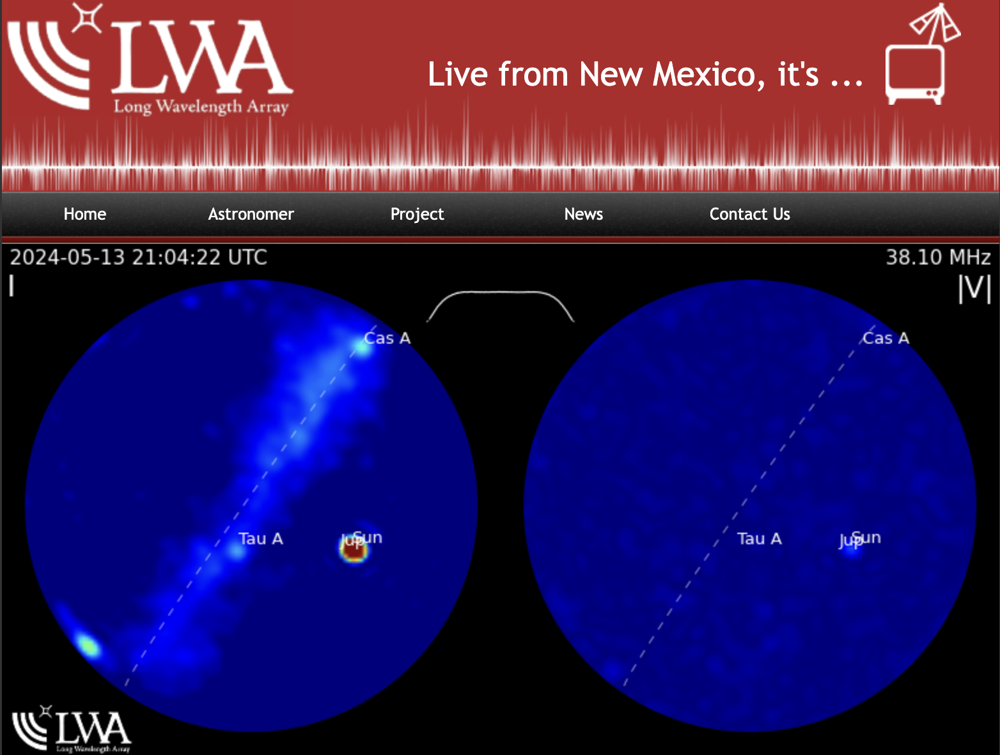 LWA
Long Wavelength Array
Live from New Mexico, it's ...
Home Astronomer Project News Contact Us
2024-05-13 21:04:22 UTC 38.10 MHz
I |V|
Cas A Cas A
Tau A Jup Sun Tau A Jup Sun
LWA
Long Wavelength Array